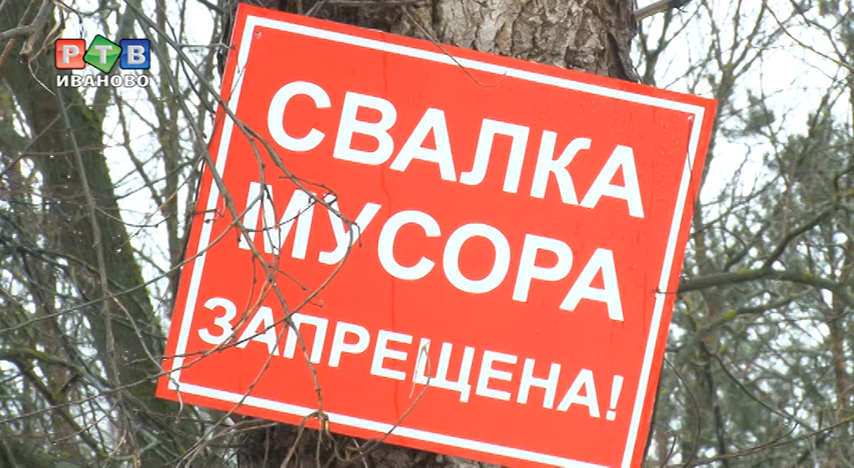 РТВ
ИВАНОВО
СВАЛКА
МУСОРА
ЗАПРЕЩЕНА!